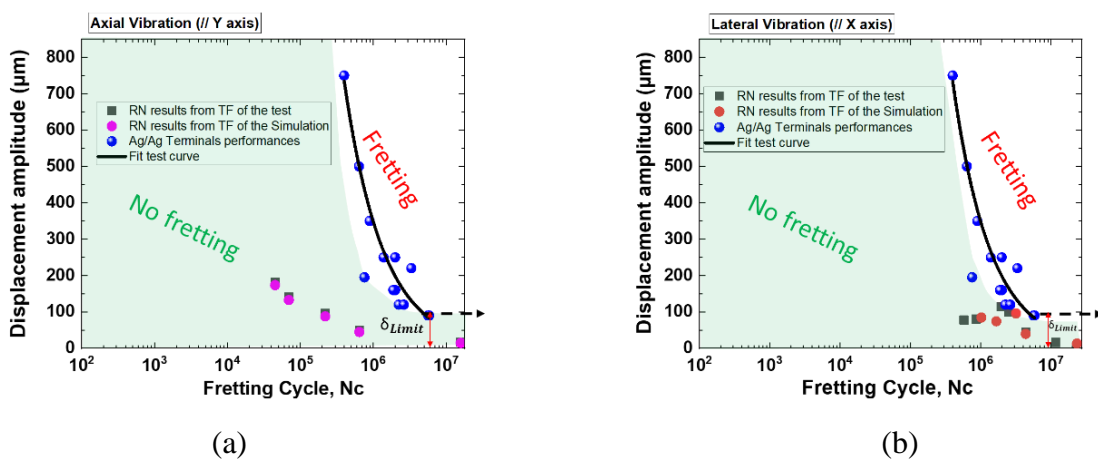 Axial Vibration (// Y axis)
800
700
600
500
400
300
200
100
0
Displacement amplitude (µm)
RN results from TF of the test
RN results from TF of the Simulation
Ag/Ag Terminals performances
Fit test curve
Fretting
No fretting
δLimit
10² 10³ 10⁴ 10⁵ 10⁶ 10⁷
Fretting Cycle, Nc
(a)
Lateral Vibration (// X axis)
800
700
600
500
400
300
200
100
0
Displacement amplitude (µm)
RN results from TF of the test
RN results from TF of the Simulation
Ag/Ag Terminals performances
Fit test curve
Fretting
No fretting
δLimit
10² 10³ 10⁴ 10⁵ 10⁶ 10⁷
Fretting Cycle, Nc
(b)